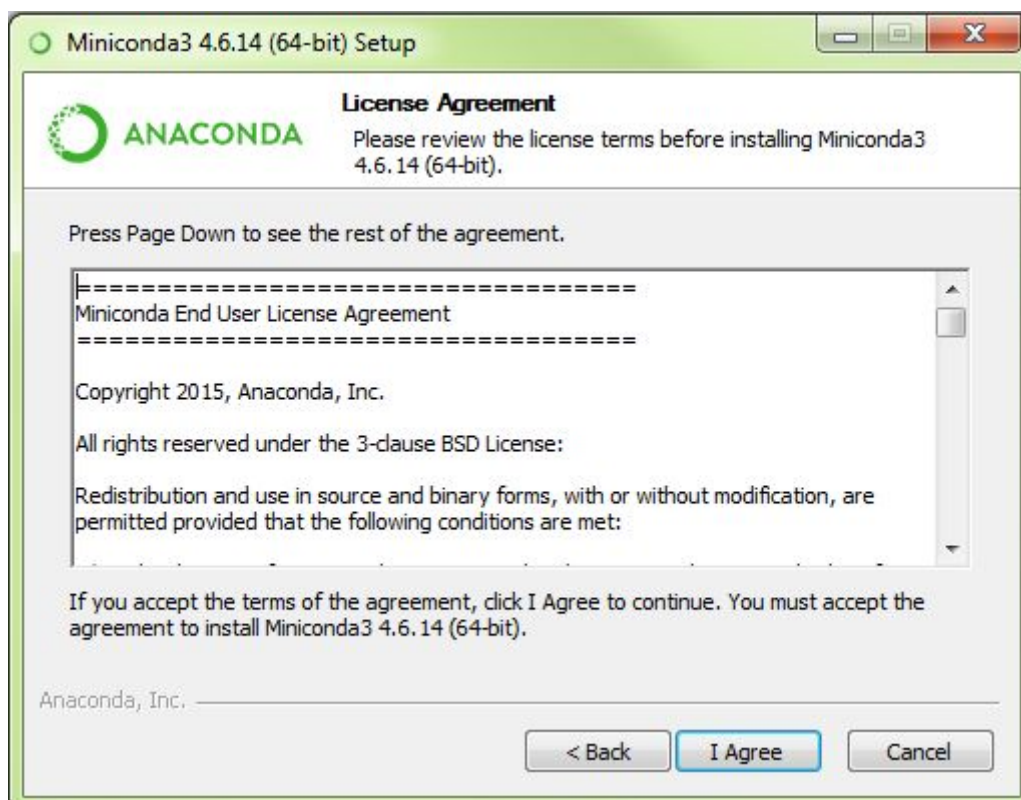 Miniconda3 4.6.14 (64-bit) Setup
ANACONDA
License Agreement
Please review the license terms before installing Miniconda3
4.6.14 (64-bit).
Press Page Down to see the rest of the agreement.
===================================
Miniconda End User License Agreement
===================================
Copyright 2015, Anaconda, Inc.
All rights reserved under the 3-clause BSD License:
Redistribution and use in source and binary forms, with or without modification, are
permitted provided that the following conditions are met:
If you accept the terms of the agreement, click I Agree to continue. You must accept the
agreement to install Miniconda3 4.6.14 (64-bit).
Anaconda, Inc.
< Back
I Agree
Cancel